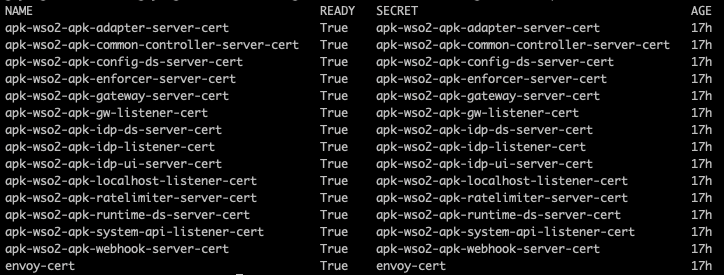 NAME READY SECRET AGE
apk-wso2-apk-adapter-server-cert True apk-wso2-apk-adapter-server-cert 17h
apk-wso2-apk-common-controller-server-cert True apk-wso2-apk-common-controller-server-cert 17h
apk-wso2-apk-config-ds-server-cert True apk-wso2-apk-config-ds-server-cert 17h
apk-wso2-apk-enforcer-server-cert True apk-wso2-apk-enforcer-server-cert 17h
apk-wso2-apk-gateway-server-cert True apk-wso2-apk-gateway-server-cert 17h
apk-wso2-apk-gw-listener-cert True apk-wso2-apk-gw-listener-cert 17h
apk-wso2-apk-idp-ds-server-cert True apk-wso2-apk-idp-ds-server-cert 17h
apk-wso2-apk-idp-listener-cert True apk-wso2-apk-idp-listener-cert 17h
apk-wso2-apk-idp-ui-server-cert True apk-wso2-apk-idp-ui-server-cert 17h
apk-wso2-apk-localhost-listener-cert True apk-wso2-apk-localhost-listener-cert 17h
apk-wso2-apk-ratelimiter-server-cert True apk-wso2-apk-ratelimiter-server-cert 17h
apk-wso2-apk-runtime-ds-server-cert True apk-wso2-apk-runtime-ds-server-cert 17h
apk-wso2-apk-system-api-listener-cert True apk-wso2-apk-system-api-listener-cert 17h
apk-wso2-apk-webhook-server-cert True apk-wso2-apk-webhook-server-cert 17h
envoy-cert True envoy-cert 17h